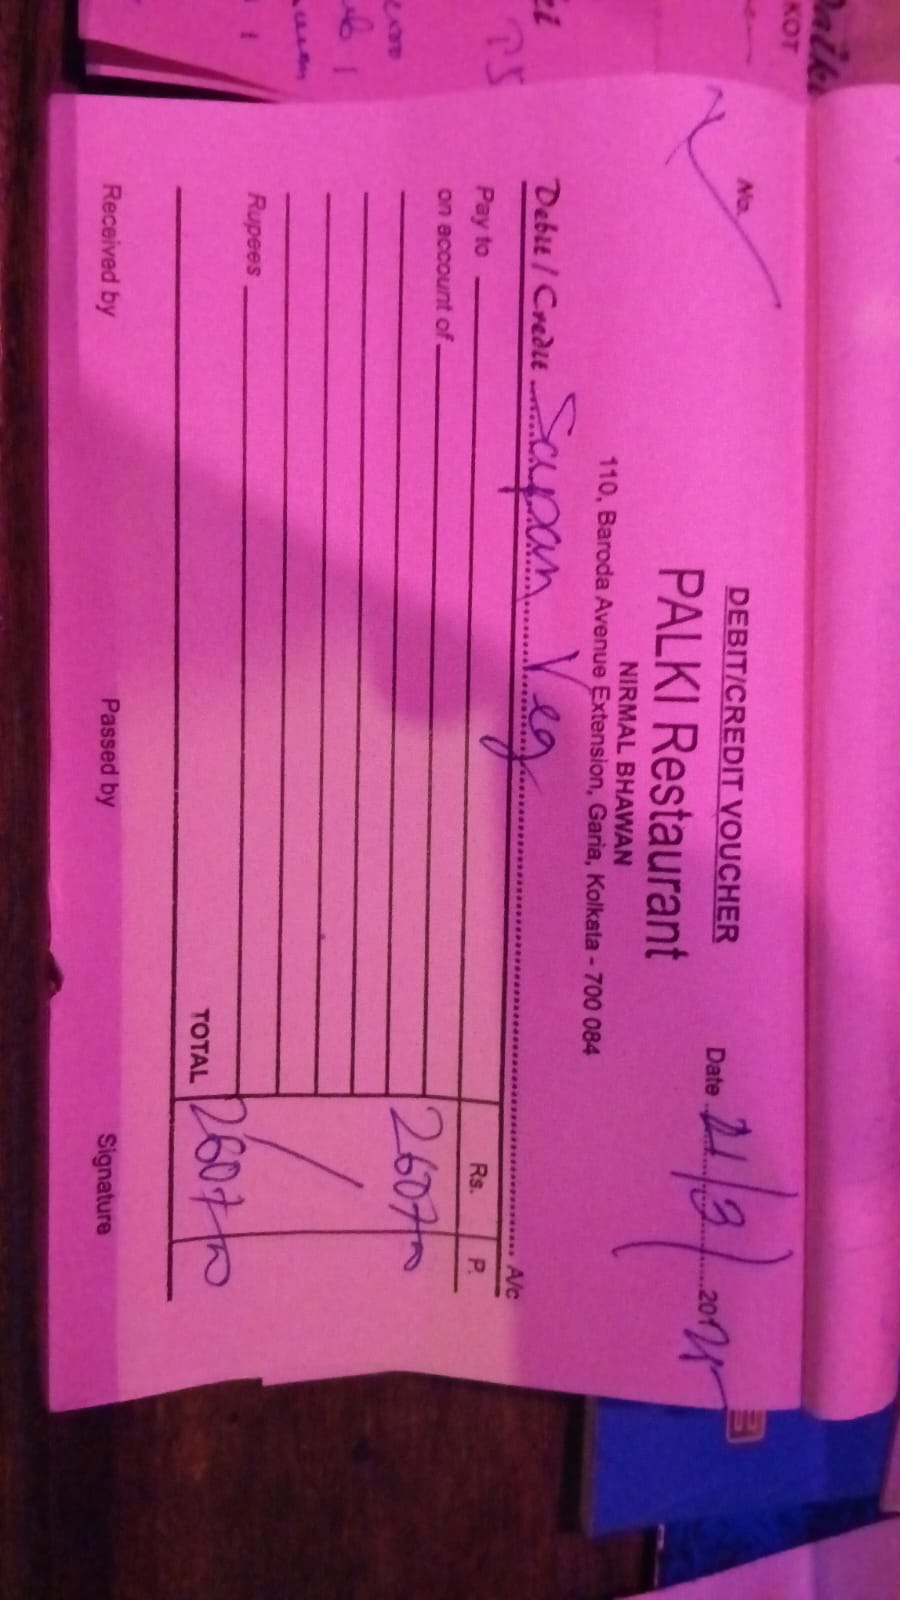 DEBIT/CREDIT VOUCHER
No.
Date 21/3/ 201
PALKI Restaurant
NIRMAL BHAWAN
110, Baroda Avenue Extension, Garia, Kolkata - 700 084
Debit / Credit Sapan Veg A/c
Pay to Rs. P.
on account of
2607
Rupees
TOTAL 2607
Received by Passed by Signature
KOT